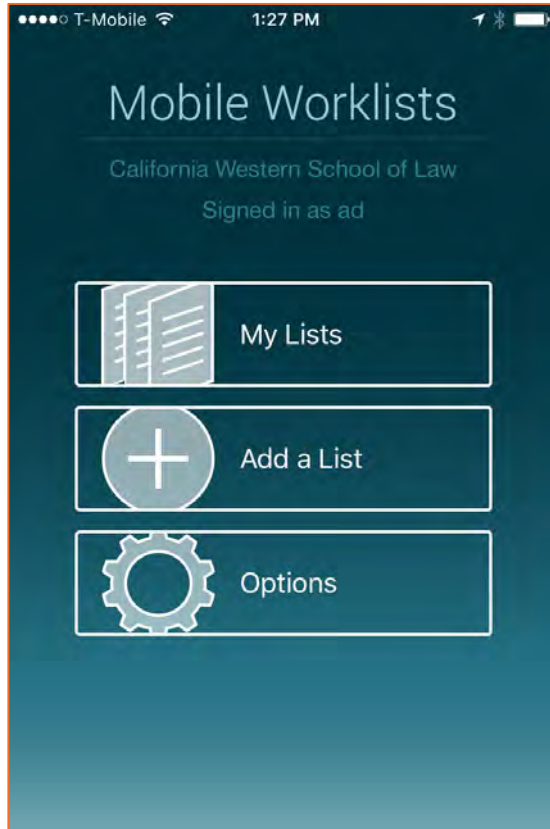 T-Mobile 1:27 PM
Mobile Worklists
California Western School of Law
Signed in as ad
My Lists
Add a List
Options